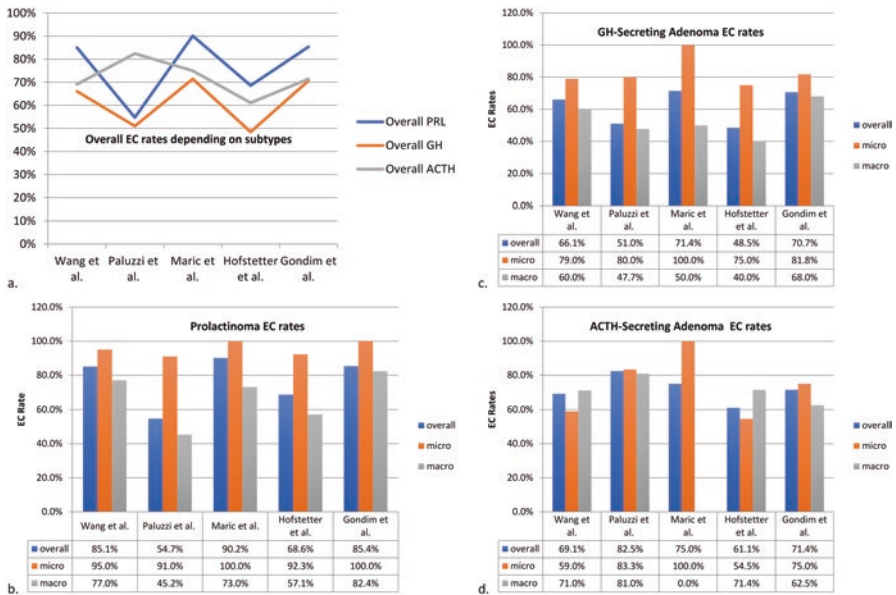 100%
90%
80%
70%
60%
50%
40%
30%
20%
10%
0%
Overall EC rates depending on subtypes
Overall PRL
Overall GH
Overall ACTH
Wang et al.
Paluzzi et al.
Maric et al.
Hofstetter et al.
Gondim et al.
a.
GH-Secreting Adenoma EC rates
EC Rates
120.0%
100.0%
80.0%
60.0%
40.0%
20.0%
0.0%
overall
micro
macro
Wang et al. Paluzzi et al. Maric et al. Hofstetter et al. Gondim et al.
overall 66.1% 51.0% 71.4% 48.5% 70.7%
micro 79.0% 80.0% 100.0% 75.0% 81.8%
macro 60.0% 47.7% 50.0% 40.0% 68.0%
c.
Prolactinoma EC rates
EC Rate
120.0%
100.0%
80.0%
60.0%
40.0%
20.0%
0.0%
overall
micro
macro
Wang et al. Paluzzi et al. Maric et al. Hofstetter et al. Gondim et al.
overall 85.1% 54.7% 90.2% 68.6% 85.4%
micro 95.0% 91.0% 100.0% 92.3% 100.0%
macro 77.0% 45.2% 73.0% 57.1% 82.4%
b.
ACTH-Secreting Adenoma EC rates
EC Rates
120.0%
100.0%
80.0%
60.0%
40.0%
20.0%
0.0%
overall
micro
macro
Wang et al. Paluzzi et al. Maric et al. Hofstetter et al. Gondim et al.
overall 69.1% 82.5% 75.0% 61.1% 71.4%
micro 59.0% 83.3% 100.0% 54.5% 75.0%
macro 71.0% 81.0% 0.0% 71.4% 62.5%
d.